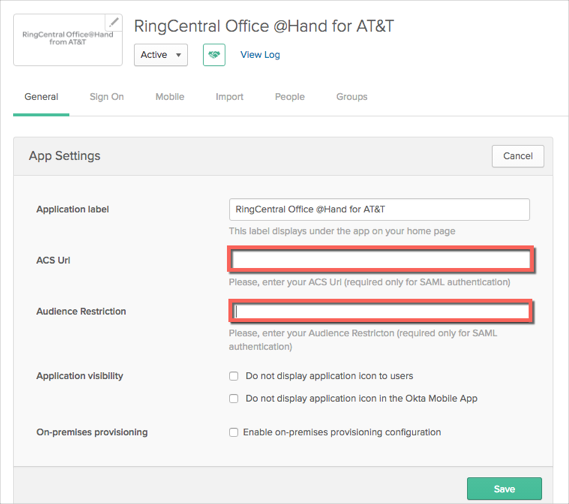 RingCentral Office@Hand
from AT&T
RingCentral Office @Hand for AT&T
Active
View Log
General
Sign On
Mobile
Import
People
Groups
App Settings
Cancel
Application label
RingCentral Office @Hand for AT&T
This label displays under the app on your home page
ACS Url
Please, enter your ACS Url (required only for SAML authentication)
Audience Restriction
Please, enter your Audience Restricton (required only for SAML
authentication)
Application visibility
Do not display application icon to users
Do not display application icon in the Okta Mobile App
On-premises provisioning
Enable on-premises provisioning configuration
Save